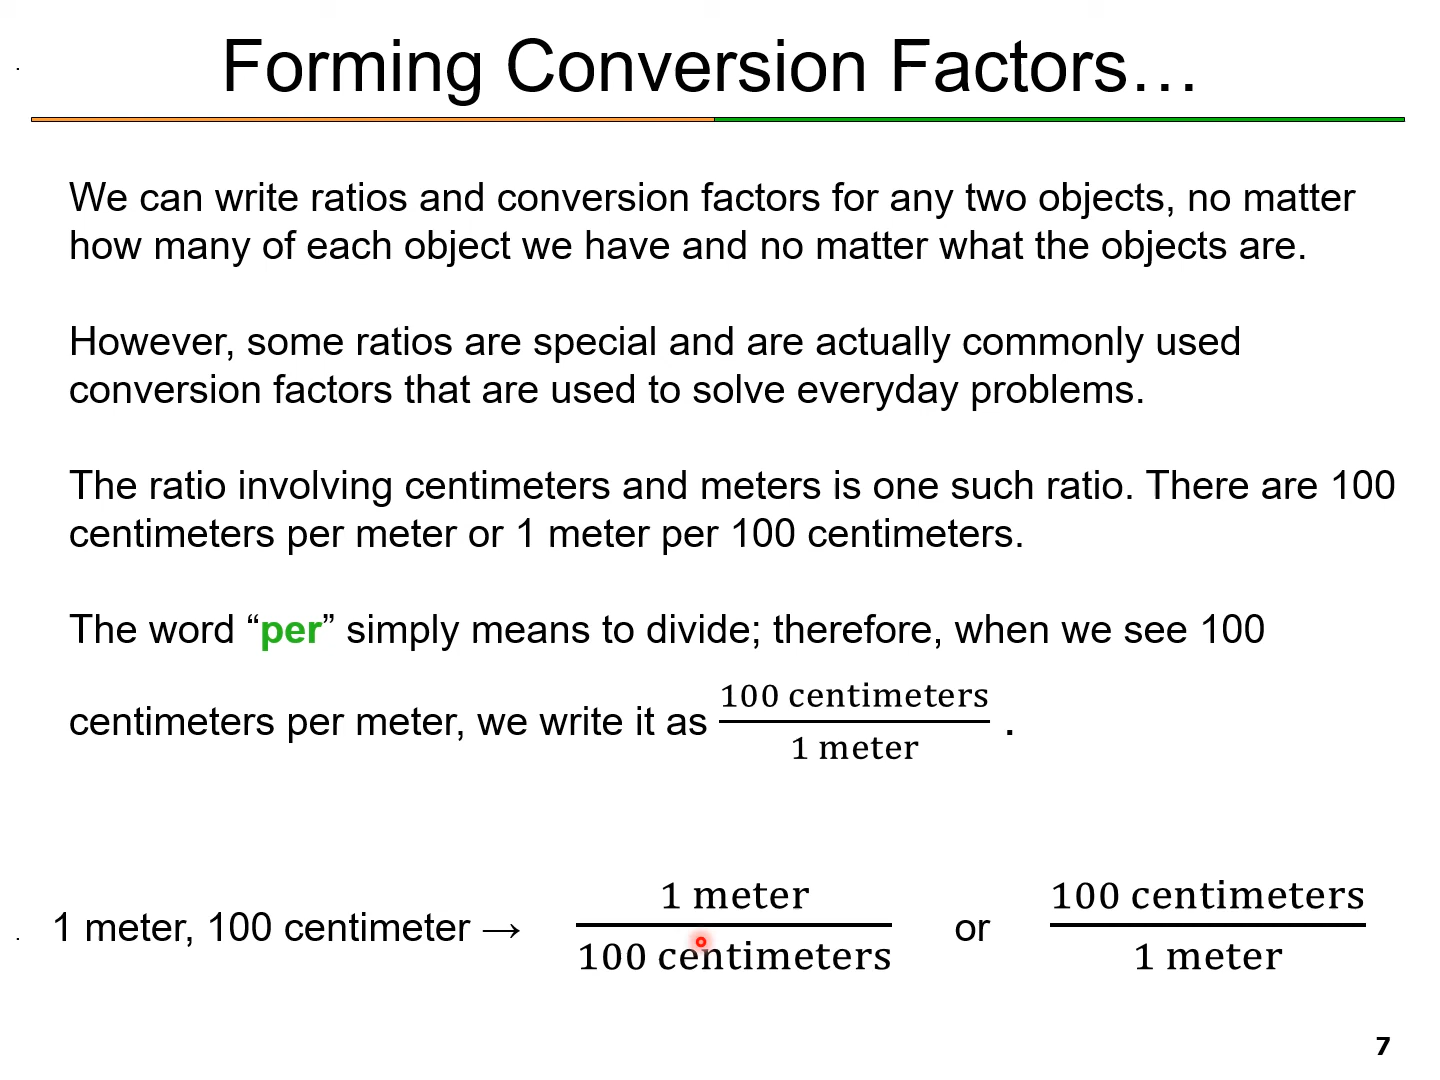 Forming Conversion Factors…
We can write ratios and conversion factors for any two objects, no matter
how many of each object we have and no matter what the objects are.
However, some ratios are special and are actually commonly used
conversion factors that are used to solve everyday problems.
The ratio involving centimeters and meters is one such ratio. There are 100
centimeters per meter or 1 meter per 100 centimeters.
The word “per” simply means to divide; therefore, when we see 100
centimeters per meter, we write it as 100 centimeters / 1 meter .
1 meter, 100 centimeter → 1 meter / 100 centimeters or 100 centimeters / 1 meter
7